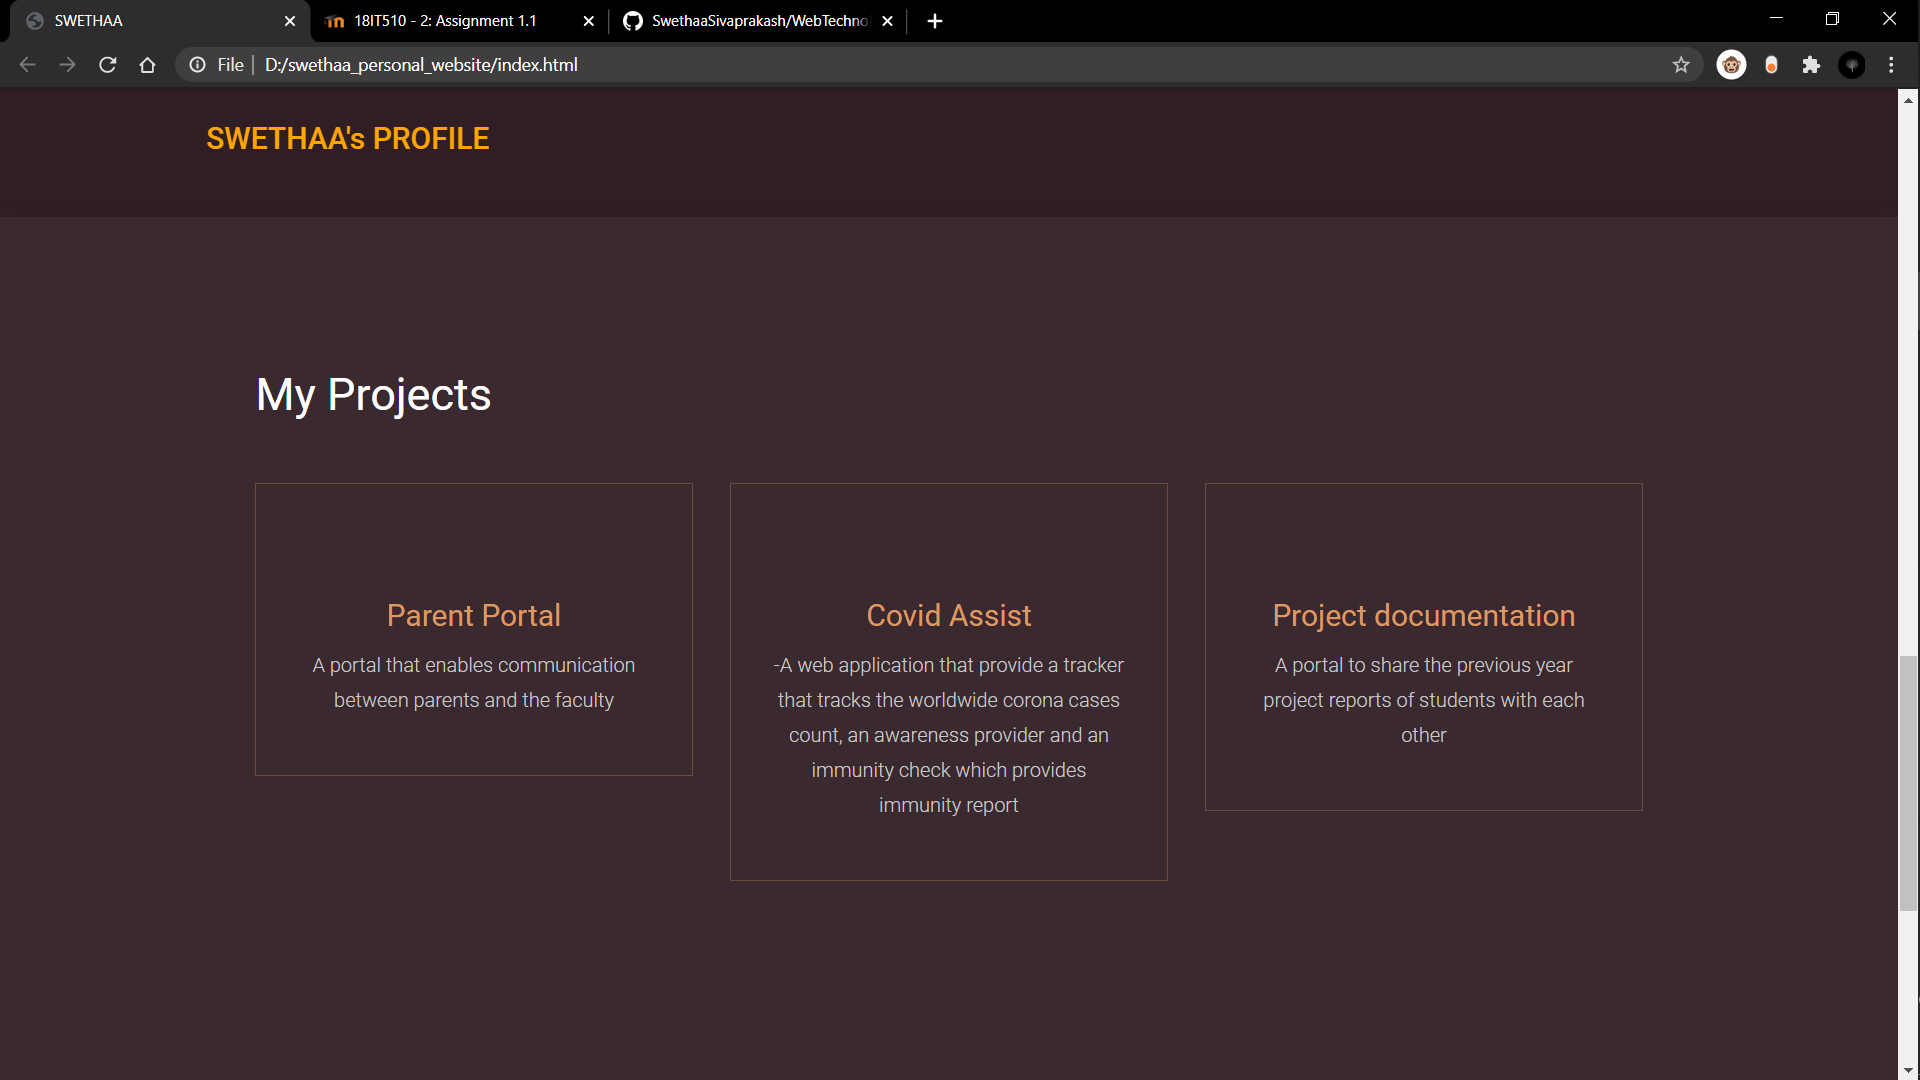 SWETHAA
18IT510 - 2: Assignment 1.1
SwethaaSivaprakash/WebTechno
File
D:/swethaa_personal_website/index.html
SWETHAA's PROFILE
My Projects
Parent Portal
A portal that enables communication
between parents and the faculty
Covid Assist
-A web application that provide a tracker
that tracks the worldwide corona cases
count, an awareness provider and an
immunity check which provides
immunity report
Project documentation
A portal to share the previous year
project reports of students with each
other